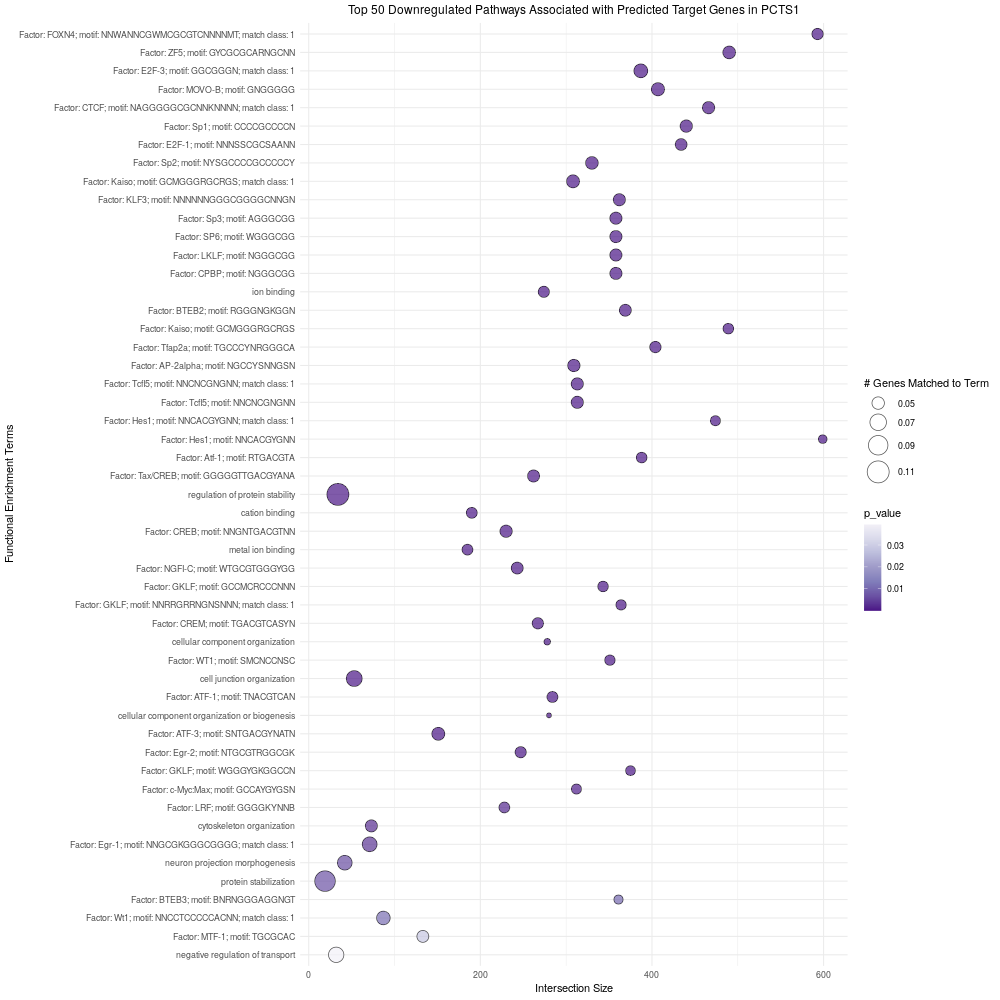 Top 50 Downregulated Pathways Associated with Predicted Target Genes in PCTS1
Functional Enrichment Terms
Factor: FOXN4; motif: NNWANNCGWMCGCGTCNNNNMT; match class: 1
Factor: ZF5; motif: GYCGCGCARNGCNN
Factor: E2F-3; motif: GGCGGGN; match class: 1
Factor: MOVO-B; motif: GNGGGGG
Factor: CTCF; motif: NAGGGGGCGCNNKNNNN; match class: 1
Factor: Sp1; motif: CCCCGCCCCN
Factor: E2F-1; motif: NNNSSCGCSAANN
Factor: Sp2; motif: NYSGCCCCGCCCCCY
Factor: Kaiso; motif: GCMGGGRGCRGS; match class: 1
Factor: KLF3; motif: NNNNNNGGGCGGGGCNNGN
Factor: Sp3; motif: AGGGCGG
Factor: SP6; motif: WGGGCGG
Factor: LKLF; motif: NGGGCGG
Factor: CPBP; motif: NGGGCGG
ion binding
Factor: BTEB2; motif: RGGGNGKGGN
Factor: Kaiso; motif: GCMGGGRGCRGS
Factor: Tfap2a; motif: TGCCCYNRGGGCA
Factor: AP-2alpha; motif: NGCCYSNNGSN
Factor: Tcfl5; motif: NNCNCGNGNN; match class: 1
Factor: Tcfl5; motif: NNCNCGNGNN
Factor: Hes1; motif: NNCACGYGNN; match class: 1
Factor: Hes1; motif: NNCACGYGNN
Factor: Atf-1; motif: RTGACGTA
Factor: Tax/CREB; motif: GGGGGTTGACGYANA
regulation of protein stability
cation binding
Factor: CREB; motif: NNGNTGACGTNN
metal ion binding
Factor: NGFI-C; motif: WTGCGTGGGYGG
Factor: GKLF; motif: GCCMCRCCCNNN
Factor: GKLF; motif: NNRRGRRNGNSNNN; match class: 1
Factor: CREM; motif: TGACGTCASYN
cellular component organization
Factor: WT1; motif: SMCNCCNSC
cell junction organization
Factor: ATF-1; motif: TNACGTCAN
cellular component organization or biogenesis
Factor: ATF-3; motif: SNTGACGYNATN
Factor: Egr-2; motif: NTGCGTRGGCGK
Factor: GKLF; motif: WGGGYGKGGCCN
Factor: c-Myc:Max; motif: GCCAYGYGSN
Factor: LRF; motif: GGGGKYNNB
cytoskeleton organization
Factor: Egr-1; motif: NNGCGKGGGCGGGG; match class: 1
neuron projection morphogenesis
protein stabilization
Factor: BTEB3; motif: BNRNGGGAGGNGT
Factor: Wt1; motif: NNCCTCCCCCACNN; match class: 1
Factor: MTF-1; motif: TGCGCAC
negative regulation of transport
0 200 400 600
Intersection Size
# Genes Matched to Term
0.05
0.07
0.09
0.11
p_value
0.03
0.02
0.01